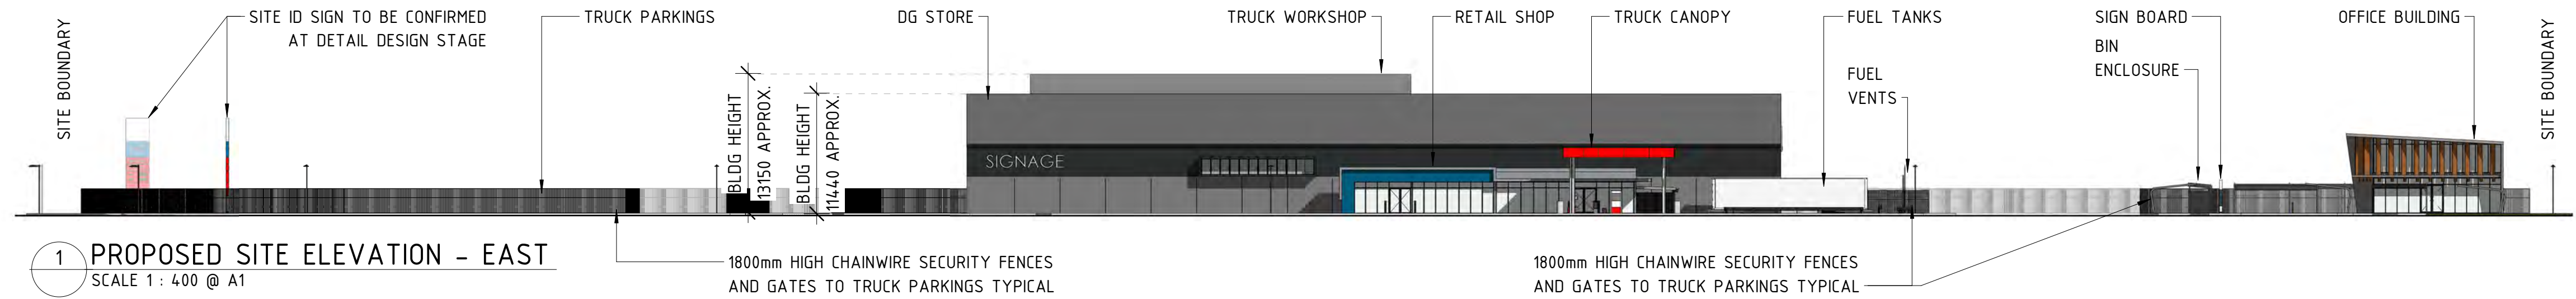 SITE BOUNDARY
SITE ID SIGN TO BE CONFIRMED
AT DETAIL DESIGN STAGE
TRUCK PARKINGS
DG STORE
TRUCK WORKSHOP
RETAIL SHOP
TRUCK CANOPY
FUEL TANKS
FUEL
VENTS
SIGN BOARD
BIN
ENCLOSURE
OFFICE BUILDING
SITE BOUNDARY
BLDG HEIGHT
13150 APPROX.
BLDG HEIGHT
11440 APPROX.
SIGNAGE
1 PROPOSED SITE ELEVATION - EAST
SCALE 1 : 400 @ A1
1800mm HIGH CHAINWIRE SECURITY FENCES
AND GATES TO TRUCK PARKINGS TYPICAL
1800mm HIGH CHAINWIRE SECURITY FENCES
AND GATES TO TRUCK PARKINGS TYPICAL